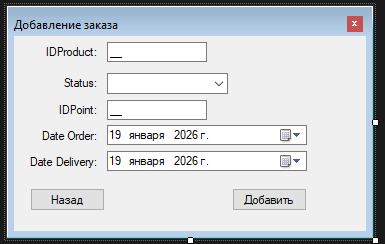 Добавление заказа
IDProduct: __
Status:
IDPoint: __
Date Order: 19 января 2026 г.
Date Delivery: 19 января 2026 г.
Назад Добавить